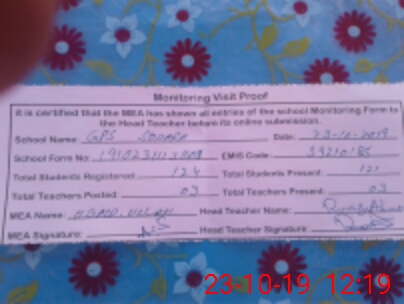 Monitoring Visit Proof
It is certified that the MEA has shown all entries of the school Monitoring Form to
the Head Teacher before its online submission.
School Name: GPS Date: 23-10-2019
School Form No. EMIS Code:
Total Students Registered: 124 Total Students Present: 121
Total Teachers Posted: 03 Total Teachers Present: 03
MEA Name: Head Teacher Name:
MEA Signature: Head Teacher Signature:
23-10-19 12:19